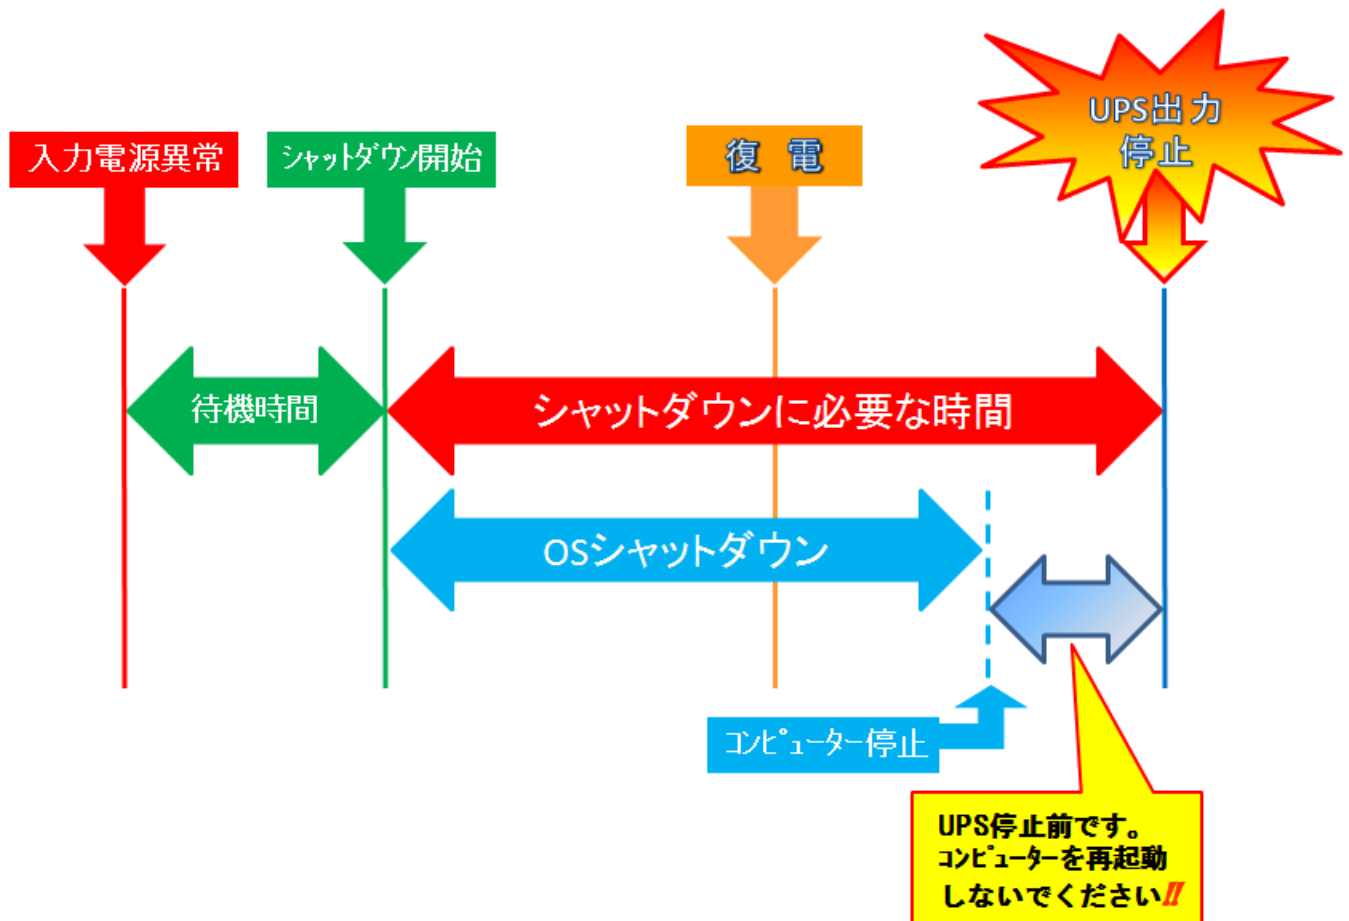 入力電源異常
ｼｬｯﾄﾀﾞｳﾝ開始
復 電
UPS出力
停止
待機時間
シャットダウンに必要な時間
OSシャットダウン
ｺﾝﾋﾟｭｰﾀｰ停止
UPS停止前です。
ｺﾝﾋﾟｭｰﾀｰを再起動
しないでください!!